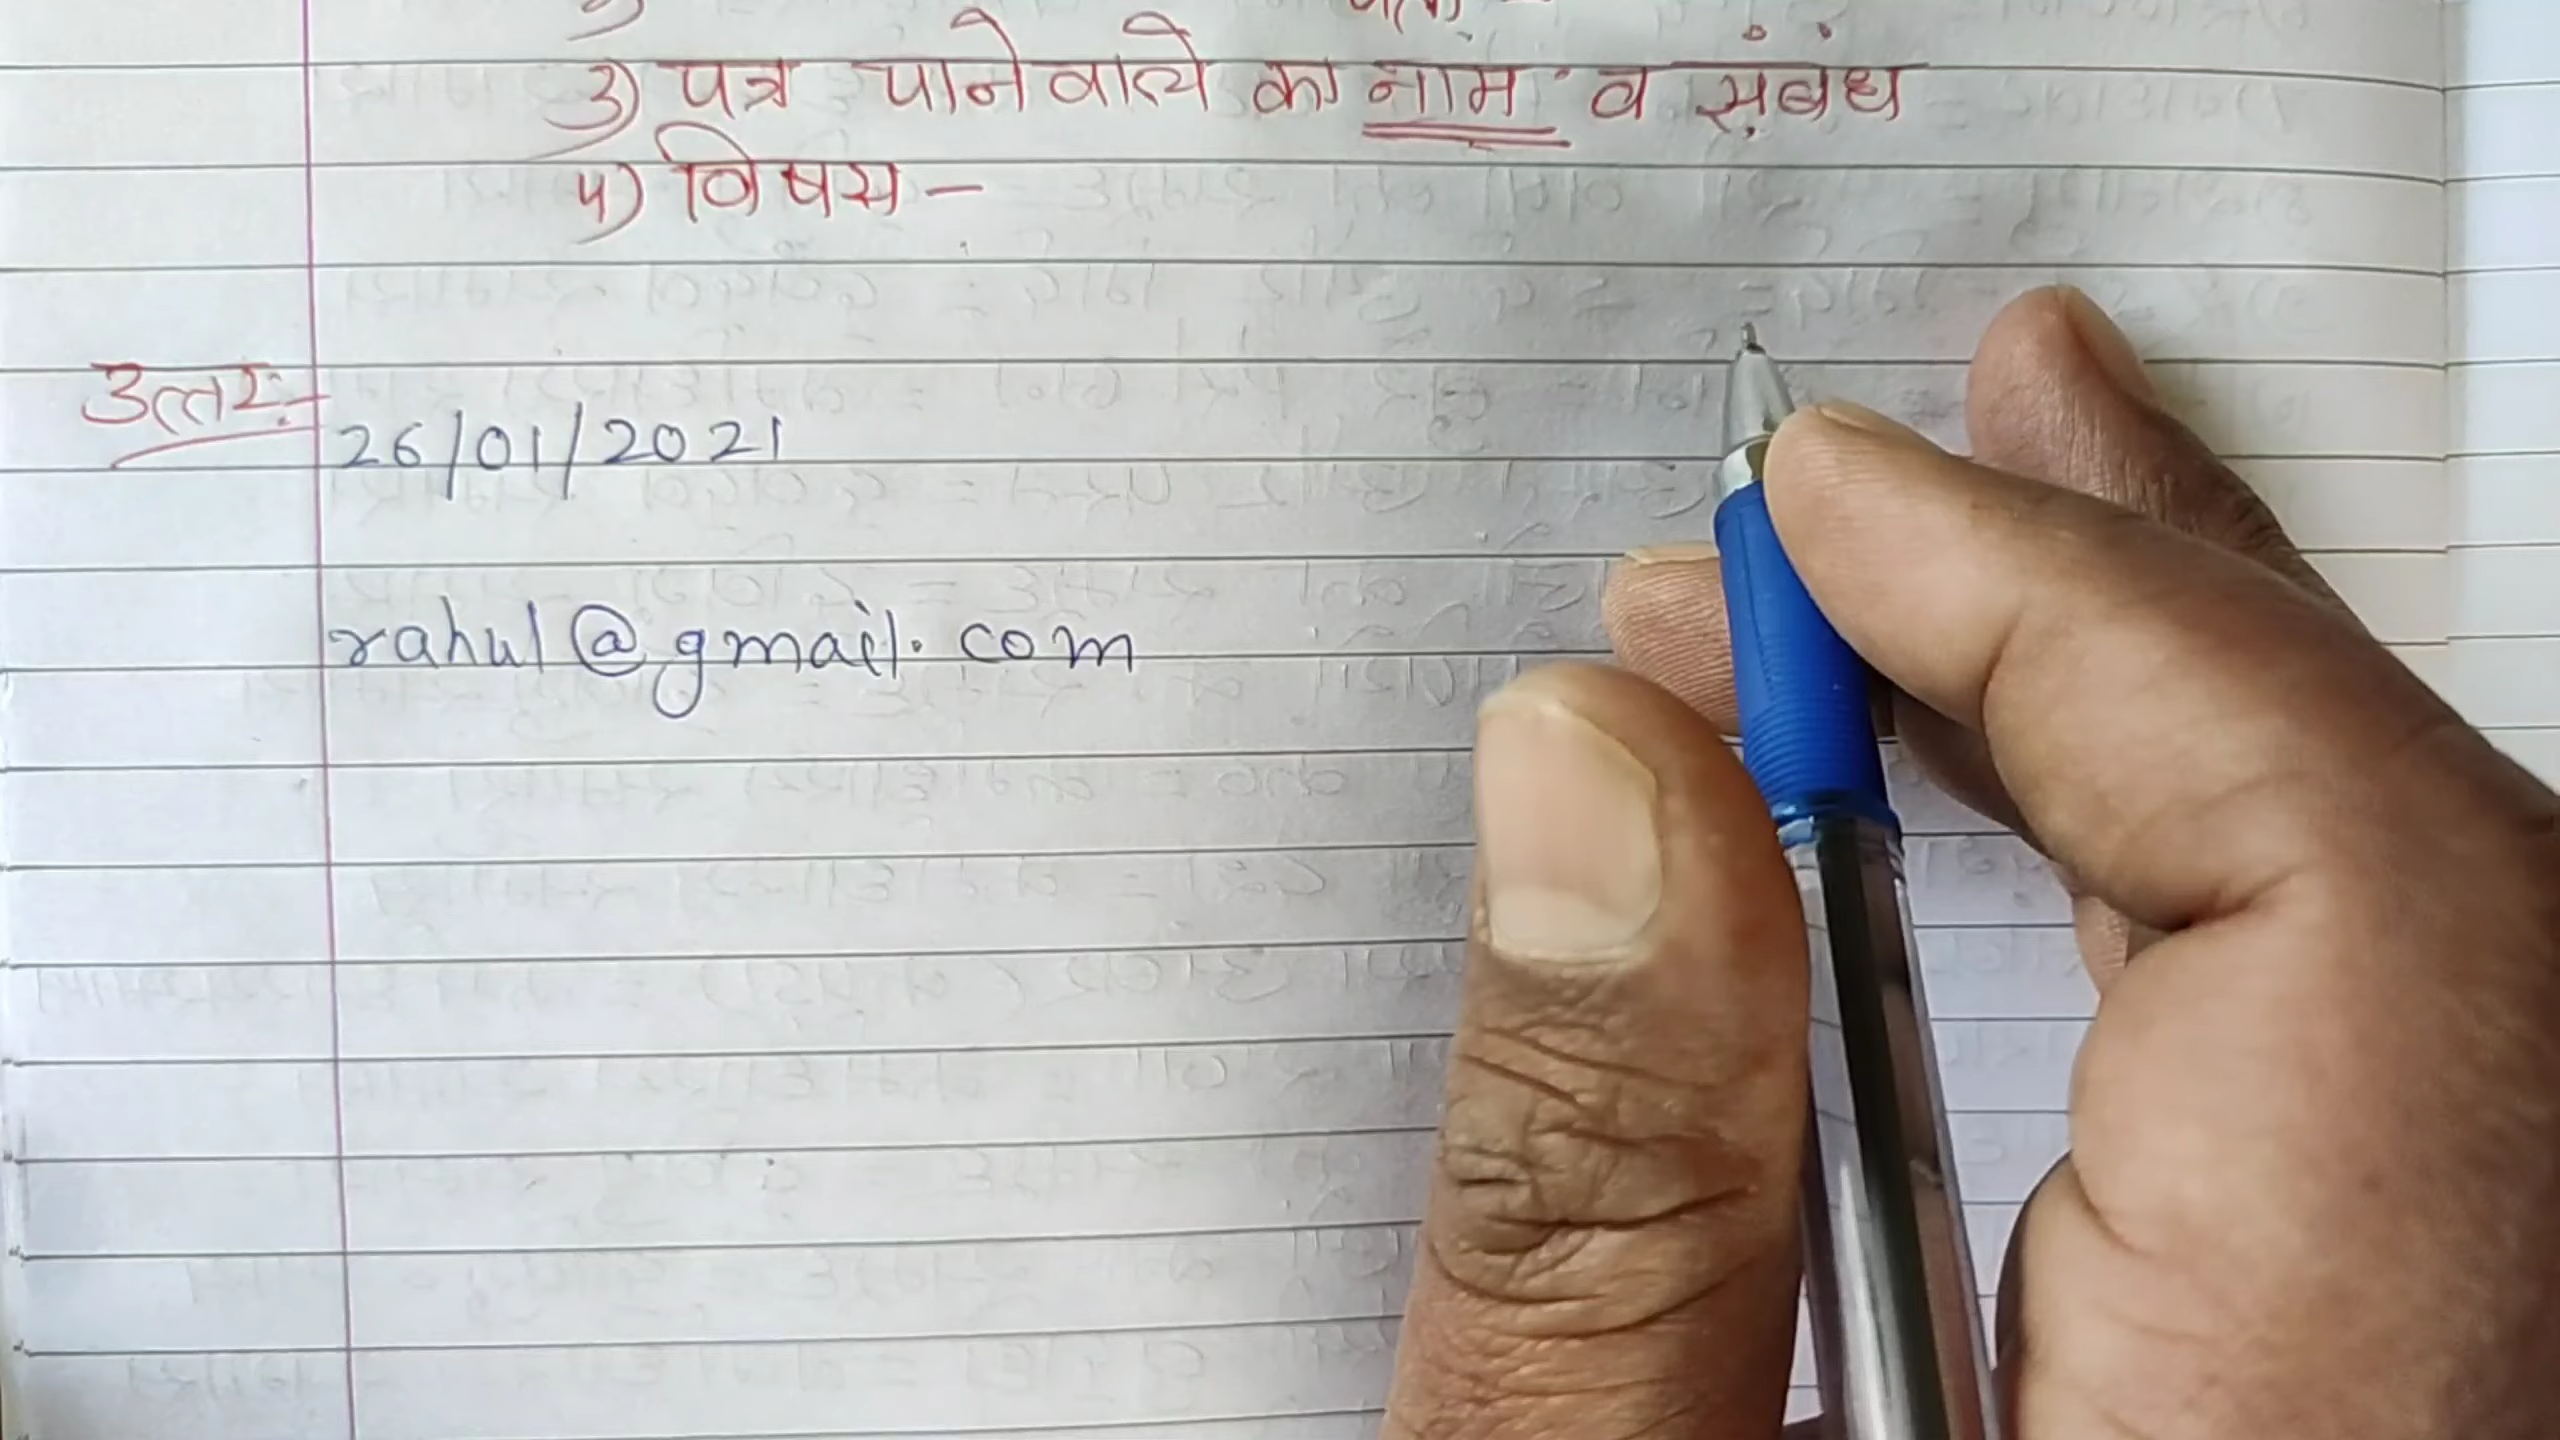 3) पत्र पानेवाले का नाम व संबंध
4) विषय -
उत्तर:-
26/01/2021
rahul@gmail.com